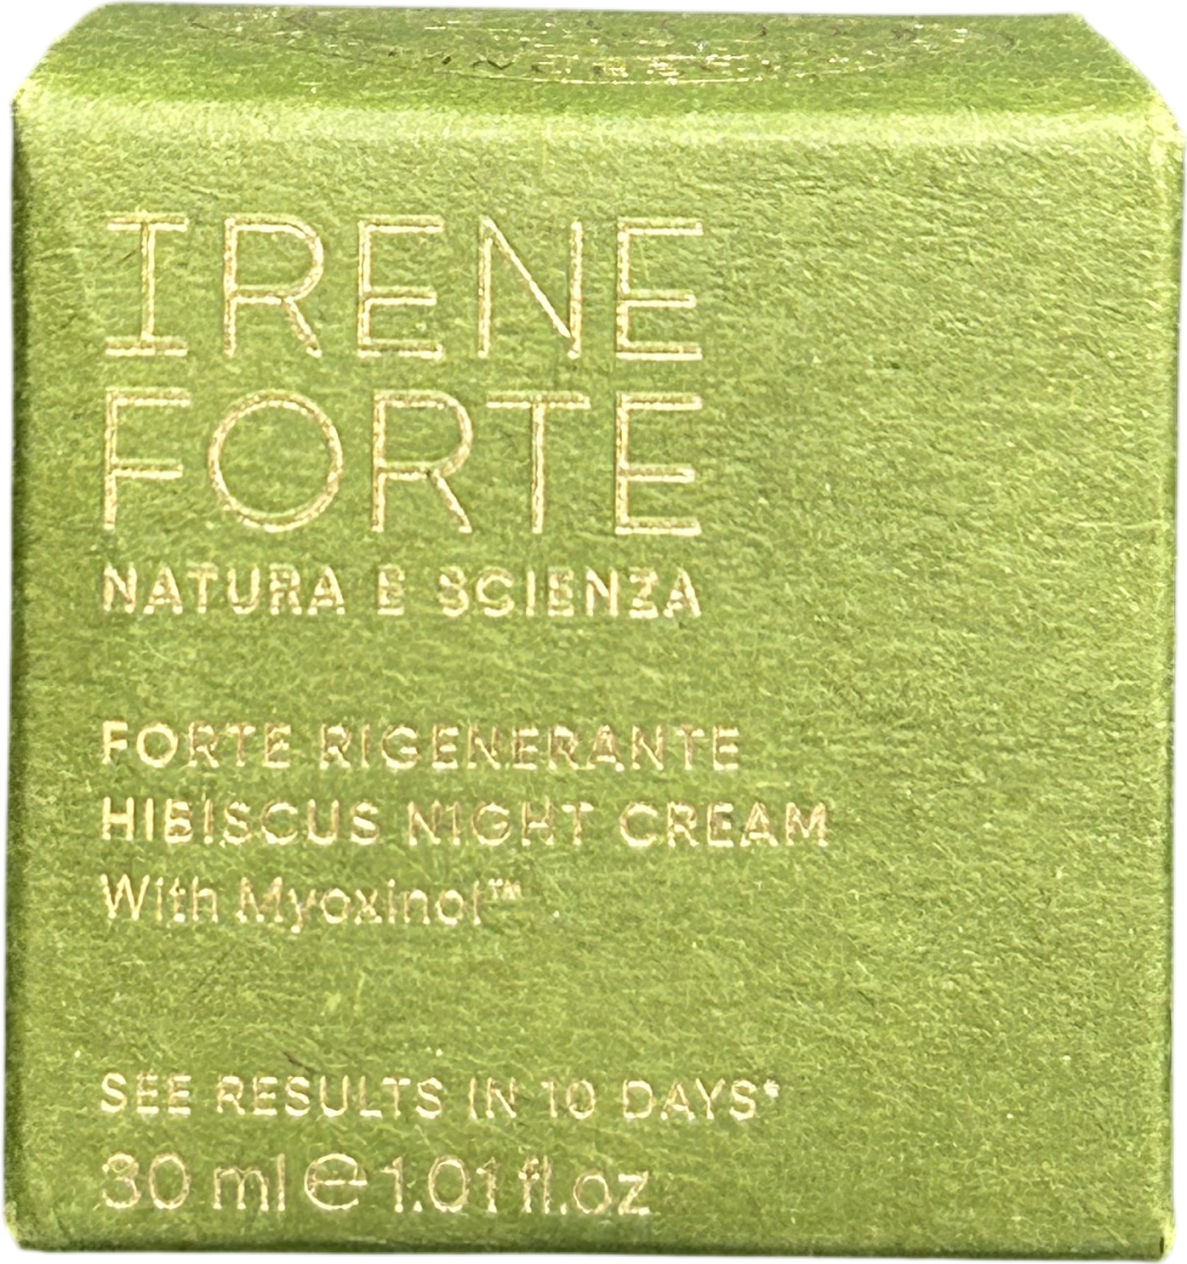 IRENE
FORTE
NATURA E SCIENZA
FORTE RIGENERANTE
HIBISCUS NIGHT CREAM
With Myoxinol™
SEE RESULTS IN 10 DAYS*
30 ml ℮ 1.01 fl.oz